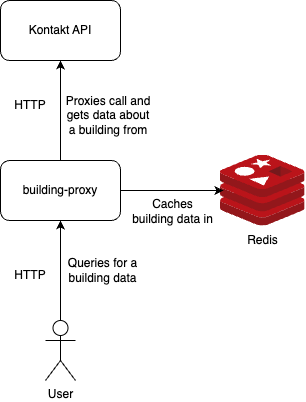 Kontakt API
HTTP
Proxies call and
gets data about
a building from
building-proxy
Caches
building data in
Redis
HTTP
Queries for a
building data
User